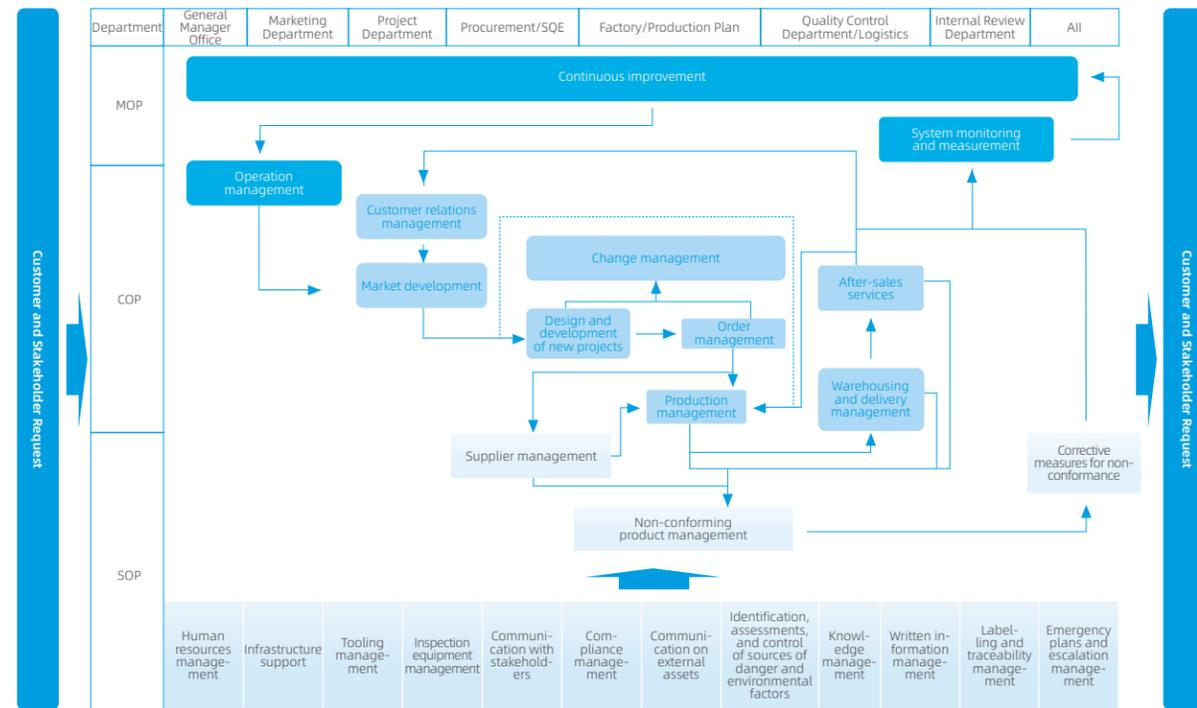 Customer and Stakeholder Request
Department
General
Manager
Office
Marketing
Department
Project
Department
Procurement/SQE
Factory/Production Plan
Quality Control
Department/Logistics
Internal Review
Department
All
MOP
Continuous improvement
System monitoring
and measurement
Operation
management
COP
Customer relations
management
Change management
Market development
After-sales
services
Design and
development
of new projects
Order
management
Production
management
Warehousing
and delivery
management
Supplier management
Corrective
measures for non-
conformance
Non-conforming
product management
SOP
Human
resources
manage-
ment
Infrastructure
support
Tooling
manage-
ment
Inspection
equipment
management
Communi-
cation with
stakehold-
ers
Com-
pliance
manage-
ment
Communi-
cation on
external
assets
Identification,
assessments,
and control
of sources of
danger and
environmental
factors
Knowl-
edge
manage-
ment
Written in-
formation
manage-
ment
Label-
ling and
traceability
manage-
ment
Emergency
plans and
escalation
manage-
ment
Customer and Stakeholder Request